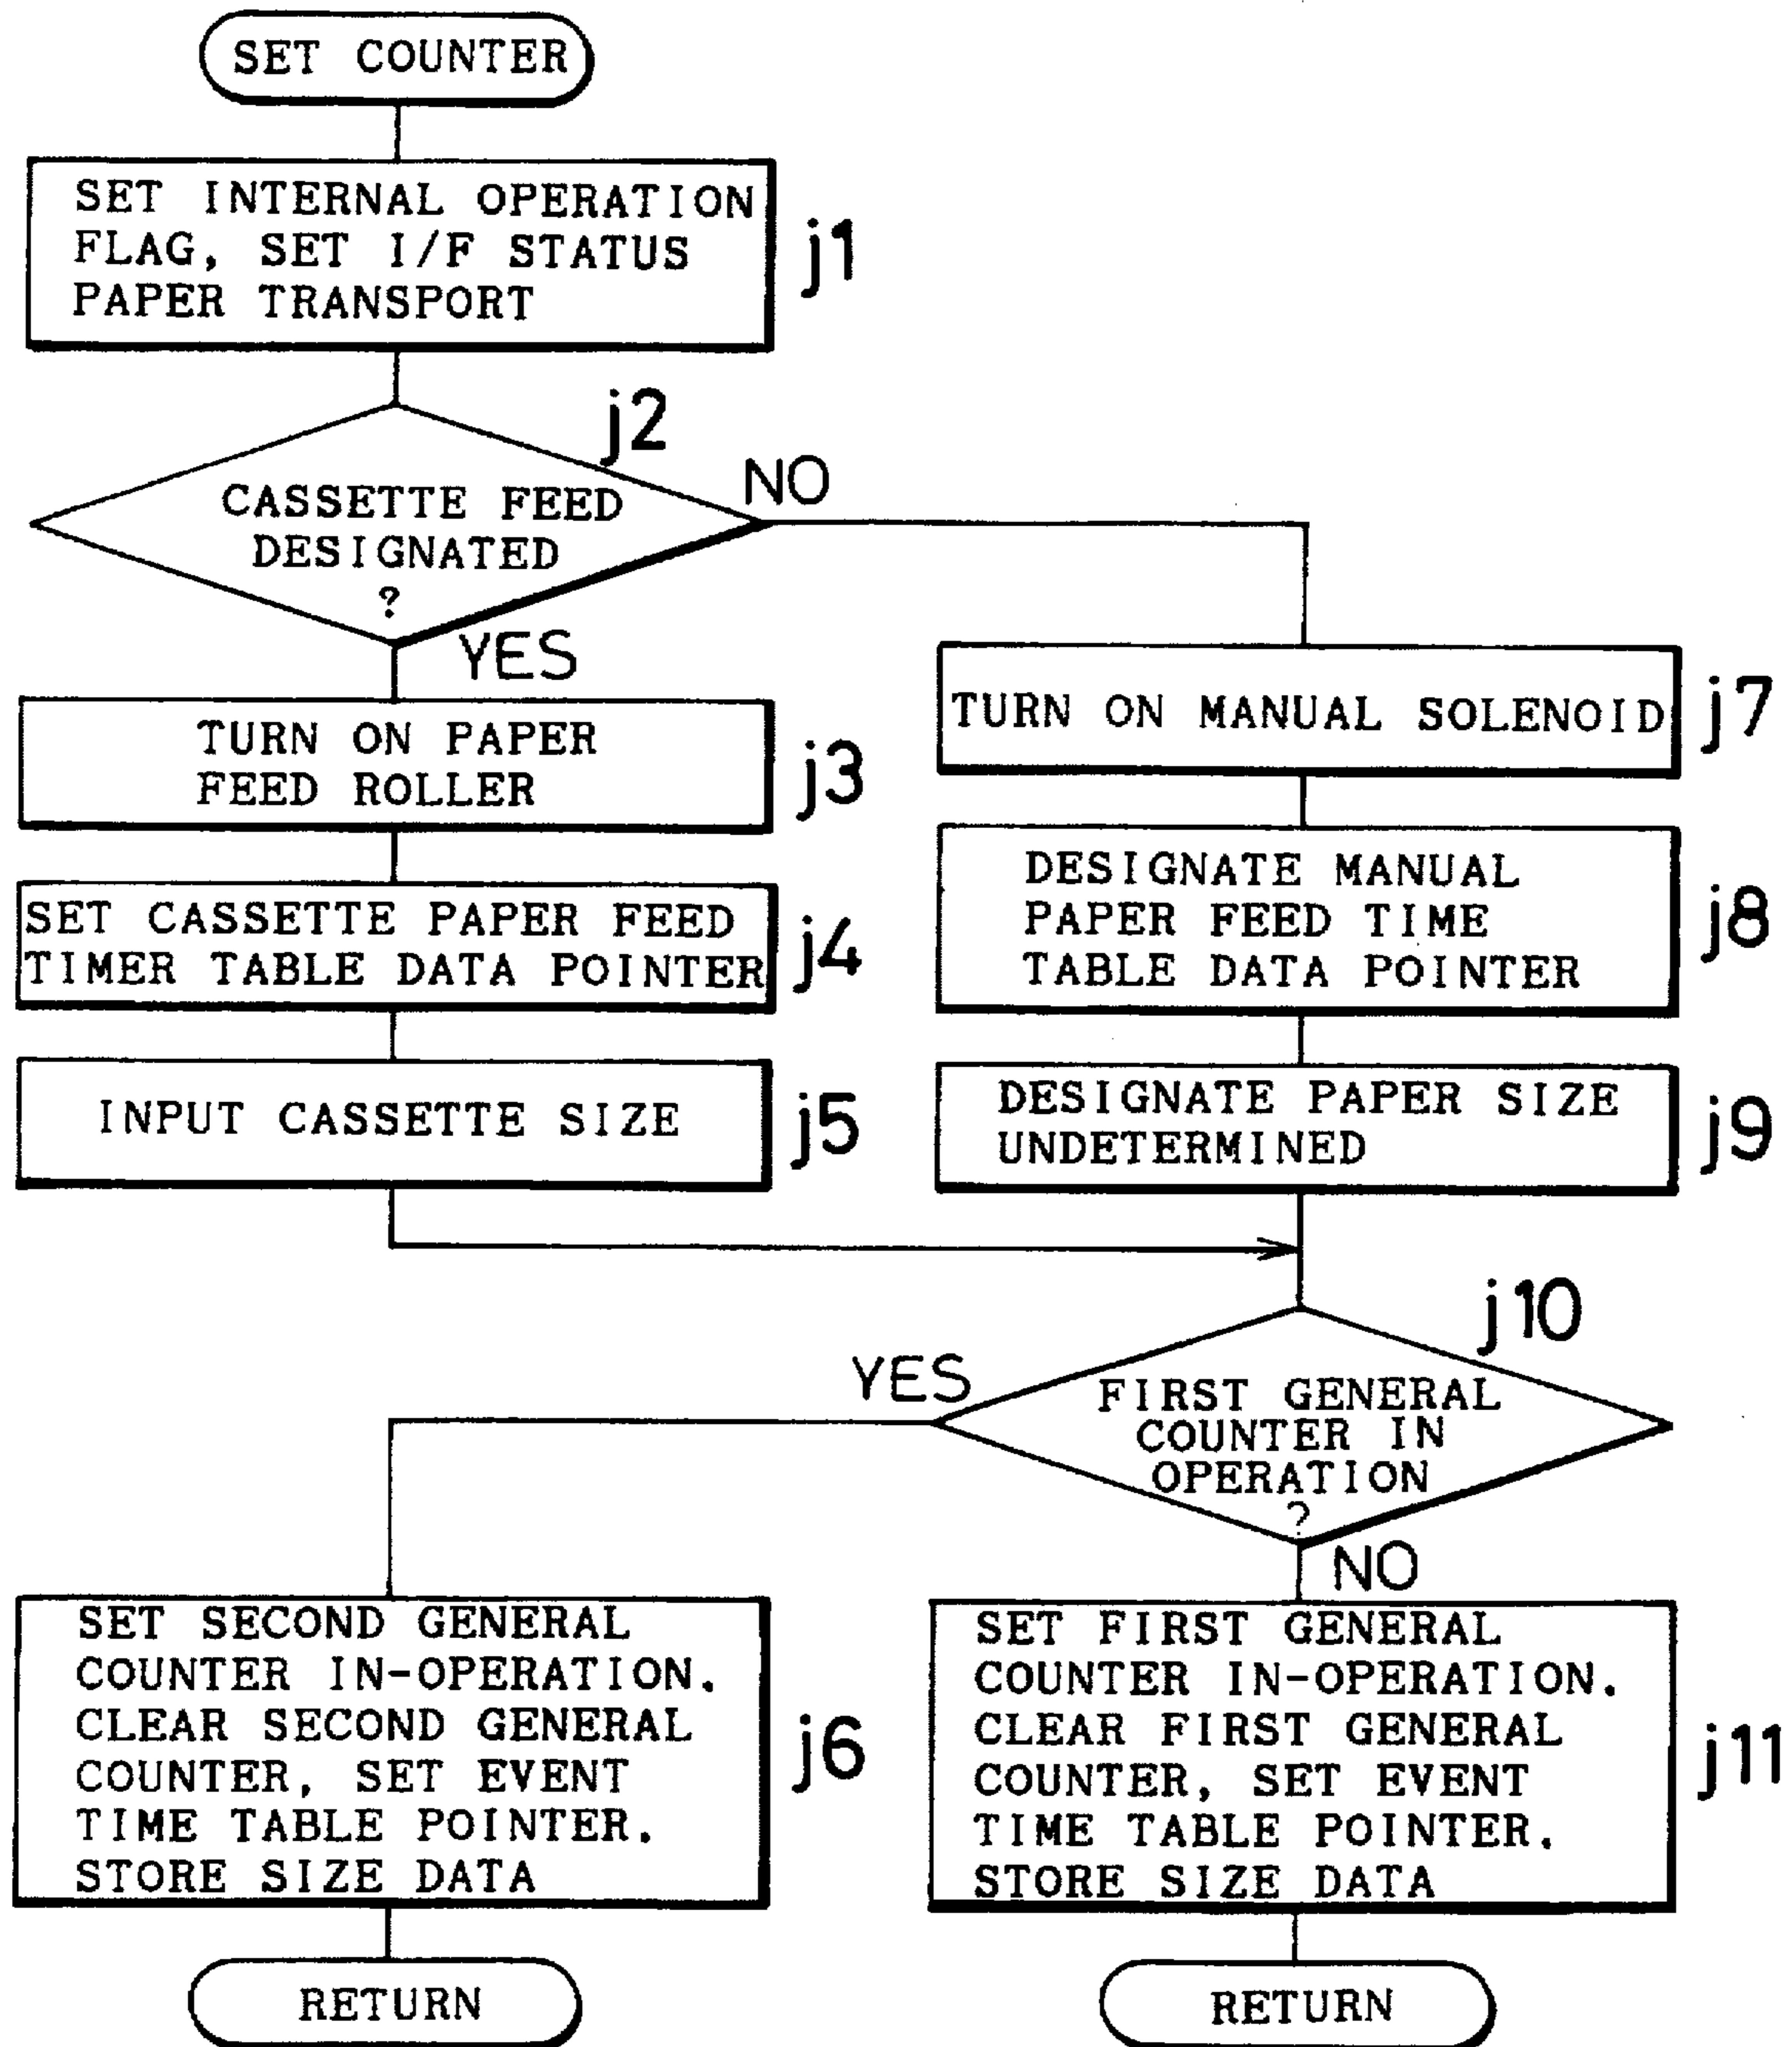 SET COUNTER
SET INTERNAL OPERATION
FLAG, SET I/F STATUS
PAPER TRANSPORT
j1
j2
CASSETTE FEED
DESIGNATED
?
NO
YES
TURN ON PAPER
FEED ROLLER
j3
SET CASSETTE PAPER FEED
TIMER TABLE DATA POINTER
j4
INPUT CASSETTE SIZE
j5
TURN ON MANUAL SOLENOID
j7
DESIGNATE MANUAL
PAPER FEED TIME
TABLE DATA POINTER
j8
DESIGNATE PAPER SIZE
UNDETERMINED
j9
j10
FIRST GENERAL
COUNTER IN
OPERATION
?
YES
NO
SET SECOND GENERAL
COUNTER IN-OPERATION.
CLEAR SECOND GENERAL
COUNTER, SET EVENT
TIME TABLE POINTER.
STORE SIZE DATA
j6
RETURN
SET FIRST GENERAL
COUNTER IN-OPERATION.
CLEAR FIRST GENERAL
COUNTER, SET EVENT
TIME TABLE POINTER.
STORE SIZE DATA
j11
RETURN